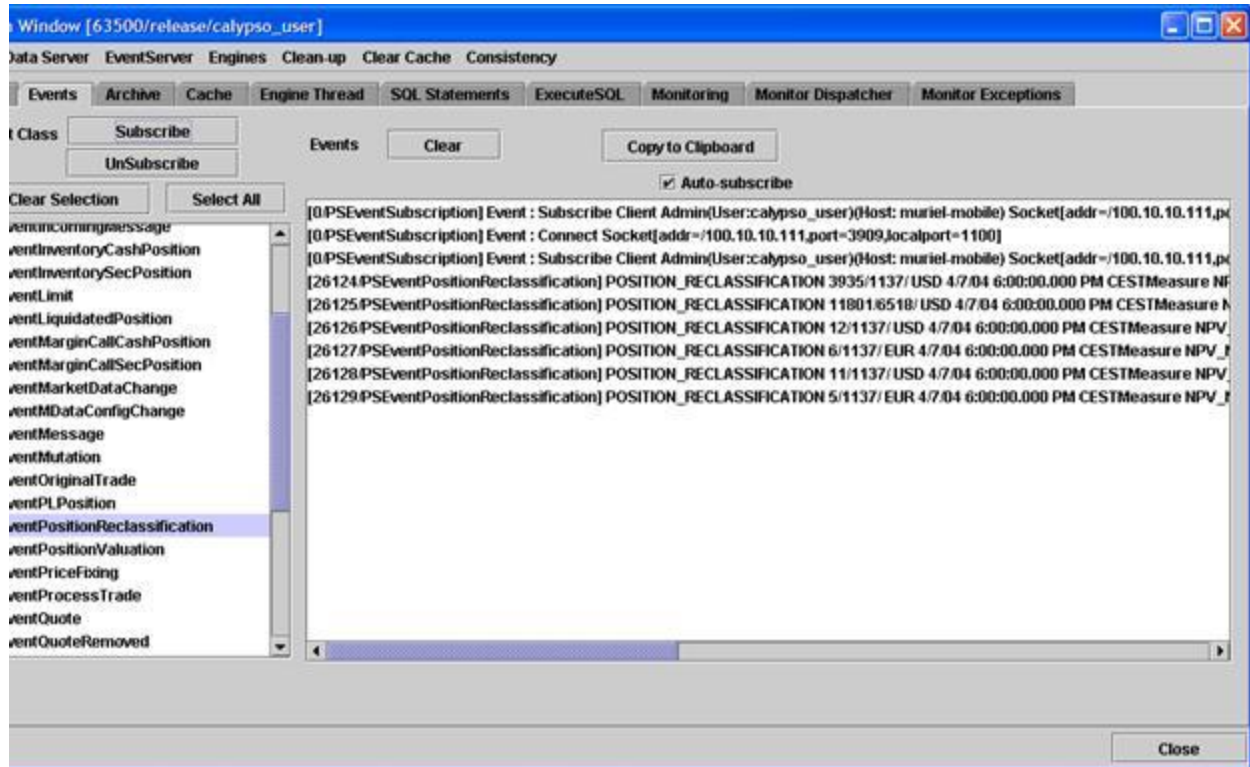 Window [63500/release/calypso_user]
Data Server EventServer Engines Clean-up Clear Cache Consistency
Events Archive Cache Engine Thread SQL Statements ExecuteSQL Monitoring Monitor Dispatcher Monitor Exceptions
t Class Subscribe Events Clear Copy to Clipboard
UnSubscribe
Auto-subscribe
Clear Selection Select All
ventIncomingMessage
ventInventoryCashPosition
ventInventorySecPosition
ventLimit
ventLiquidatedPosition
ventMarginCallCashPosition
ventMarginCallSecPosition
ventMarketDataChange
ventMDataConfigChange
ventMessage
ventMutation
ventOriginalTrade
ventPLPosition
ventPositionReclassification
ventPositionValuation
ventPriceFixing
ventProcessTrade
ventQuote
ventQuoteRemoved
[0/PSEventSubscription] Event : Subscribe Client Admin(User:calypso_user)(Host: muriel-mobile) Socket[addr=/100.10.10.111,po
[0/PSEventSubscription] Event : Connect Socket[addr=/100.10.10.111,port=3909,localport=1100]
[0/PSEventSubscription] Event : Subscribe Client Admin(User:calypso_user)(Host: muriel-mobile) Socket[addr=/100.10.10.111,po
[26124/PSEventPositionReclassification] POSITION_RECLASSIFICATION 3935/1137/ USD 4/7/04 6:00:00.000 PM CESTMeasure NP
[26125/PSEventPositionReclassification] POSITION_RECLASSIFICATION 11801/6518/ USD 4/7/04 6:00:00.000 PM CESTMeasure N
[26126/PSEventPositionReclassification] POSITION_RECLASSIFICATION 12/1137/ USD 4/7/04 6:00:00.000 PM CESTMeasure NPV_
[26127/PSEventPositionReclassification] POSITION_RECLASSIFICATION 6/1137/ EUR 4/7/04 6:00:00.000 PM CESTMeasure NPV_N
[26128/PSEventPositionReclassification] POSITION_RECLASSIFICATION 11/1137/ USD 4/7/04 6:00:00.000 PM CESTMeasure NPV_
[26129/PSEventPositionReclassification] POSITION_RECLASSIFICATION 5/1137/ EUR 4/7/04 6:00:00.000 PM CESTMeasure NPV_N
Close